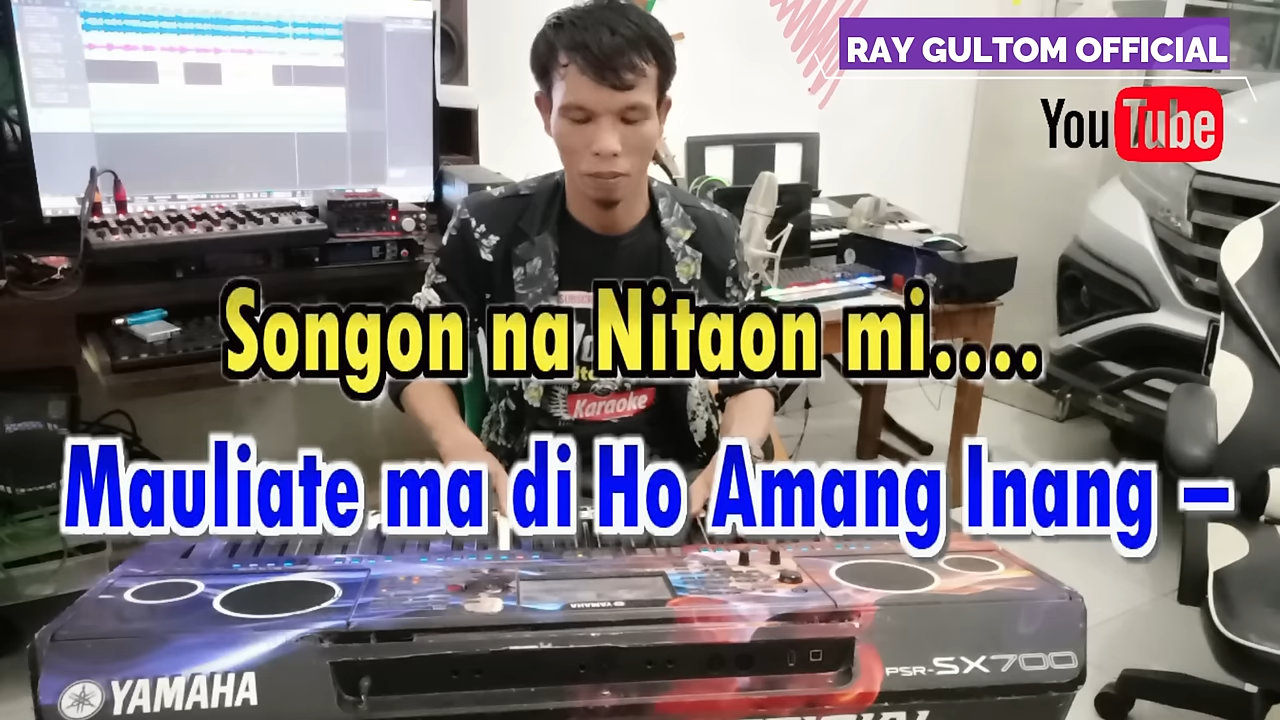 RAY GULTOM OFFICIAL
YouTube
Songon na Nitaon mi....
Karaoke
Mauliate ma di Ho Amang Inang –
YAMAHA
PSR-SX700
YAMAHA